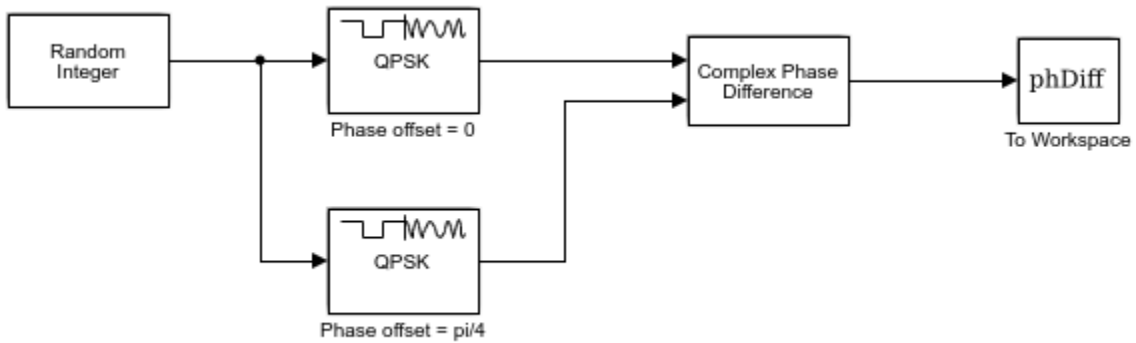 Random
Integer
QPSK
Phase offset = 0
Complex Phase
Difference
phDiff
To Workspace
QPSK
Phase offset = pi/4